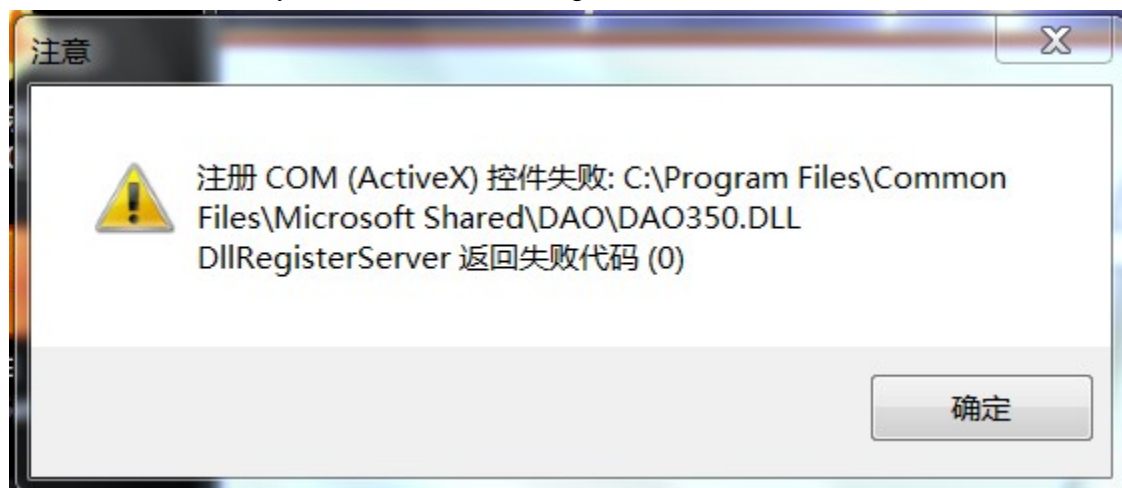 注意
注册 COM (ActiveX) 控件失败: C:\Program Files\Common
Files\Microsoft Shared\DAO\DAO350.DLL
DllRegisterServer 返回失败代码 (0)
确定